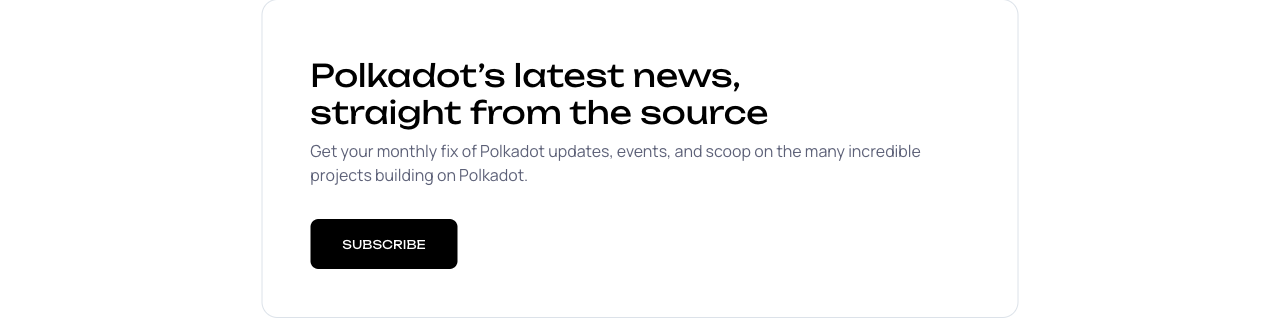 Polkadot’s latest news,
straight from the source
Get your monthly fix of Polkadot updates, events, and scoop on the many incredible
projects building on Polkadot.
SUBSCRIBE